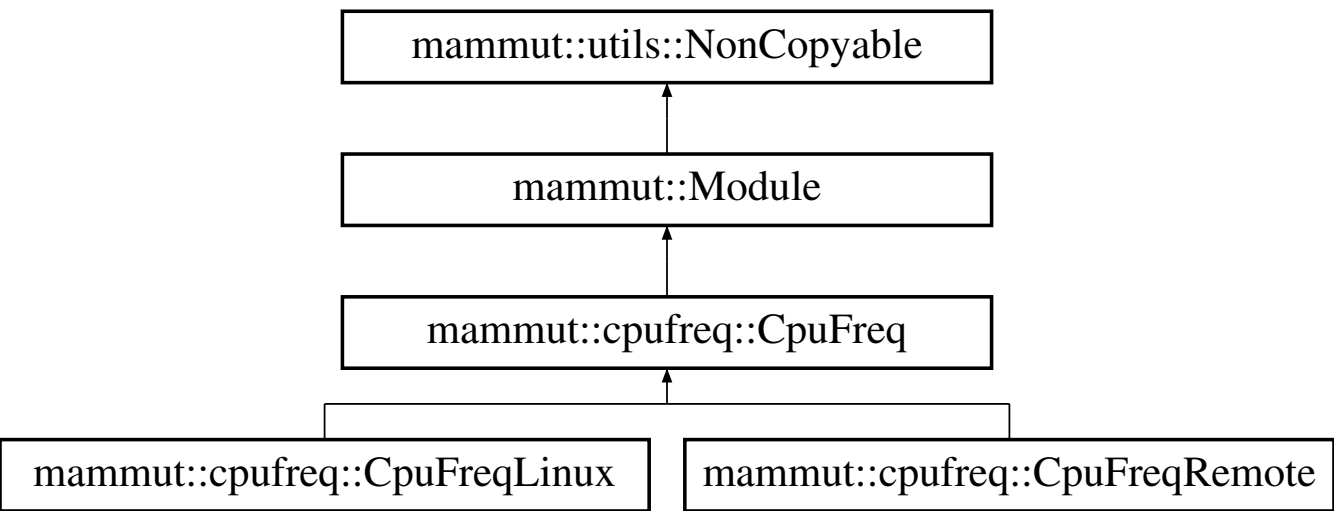 mammut::utils::NonCopyable
mammut::Module
mammut::cpufreq::CpuFreq
mammut::cpufreq::CpuFreqLinux
mammut::cpufreq::CpuFreqRemote